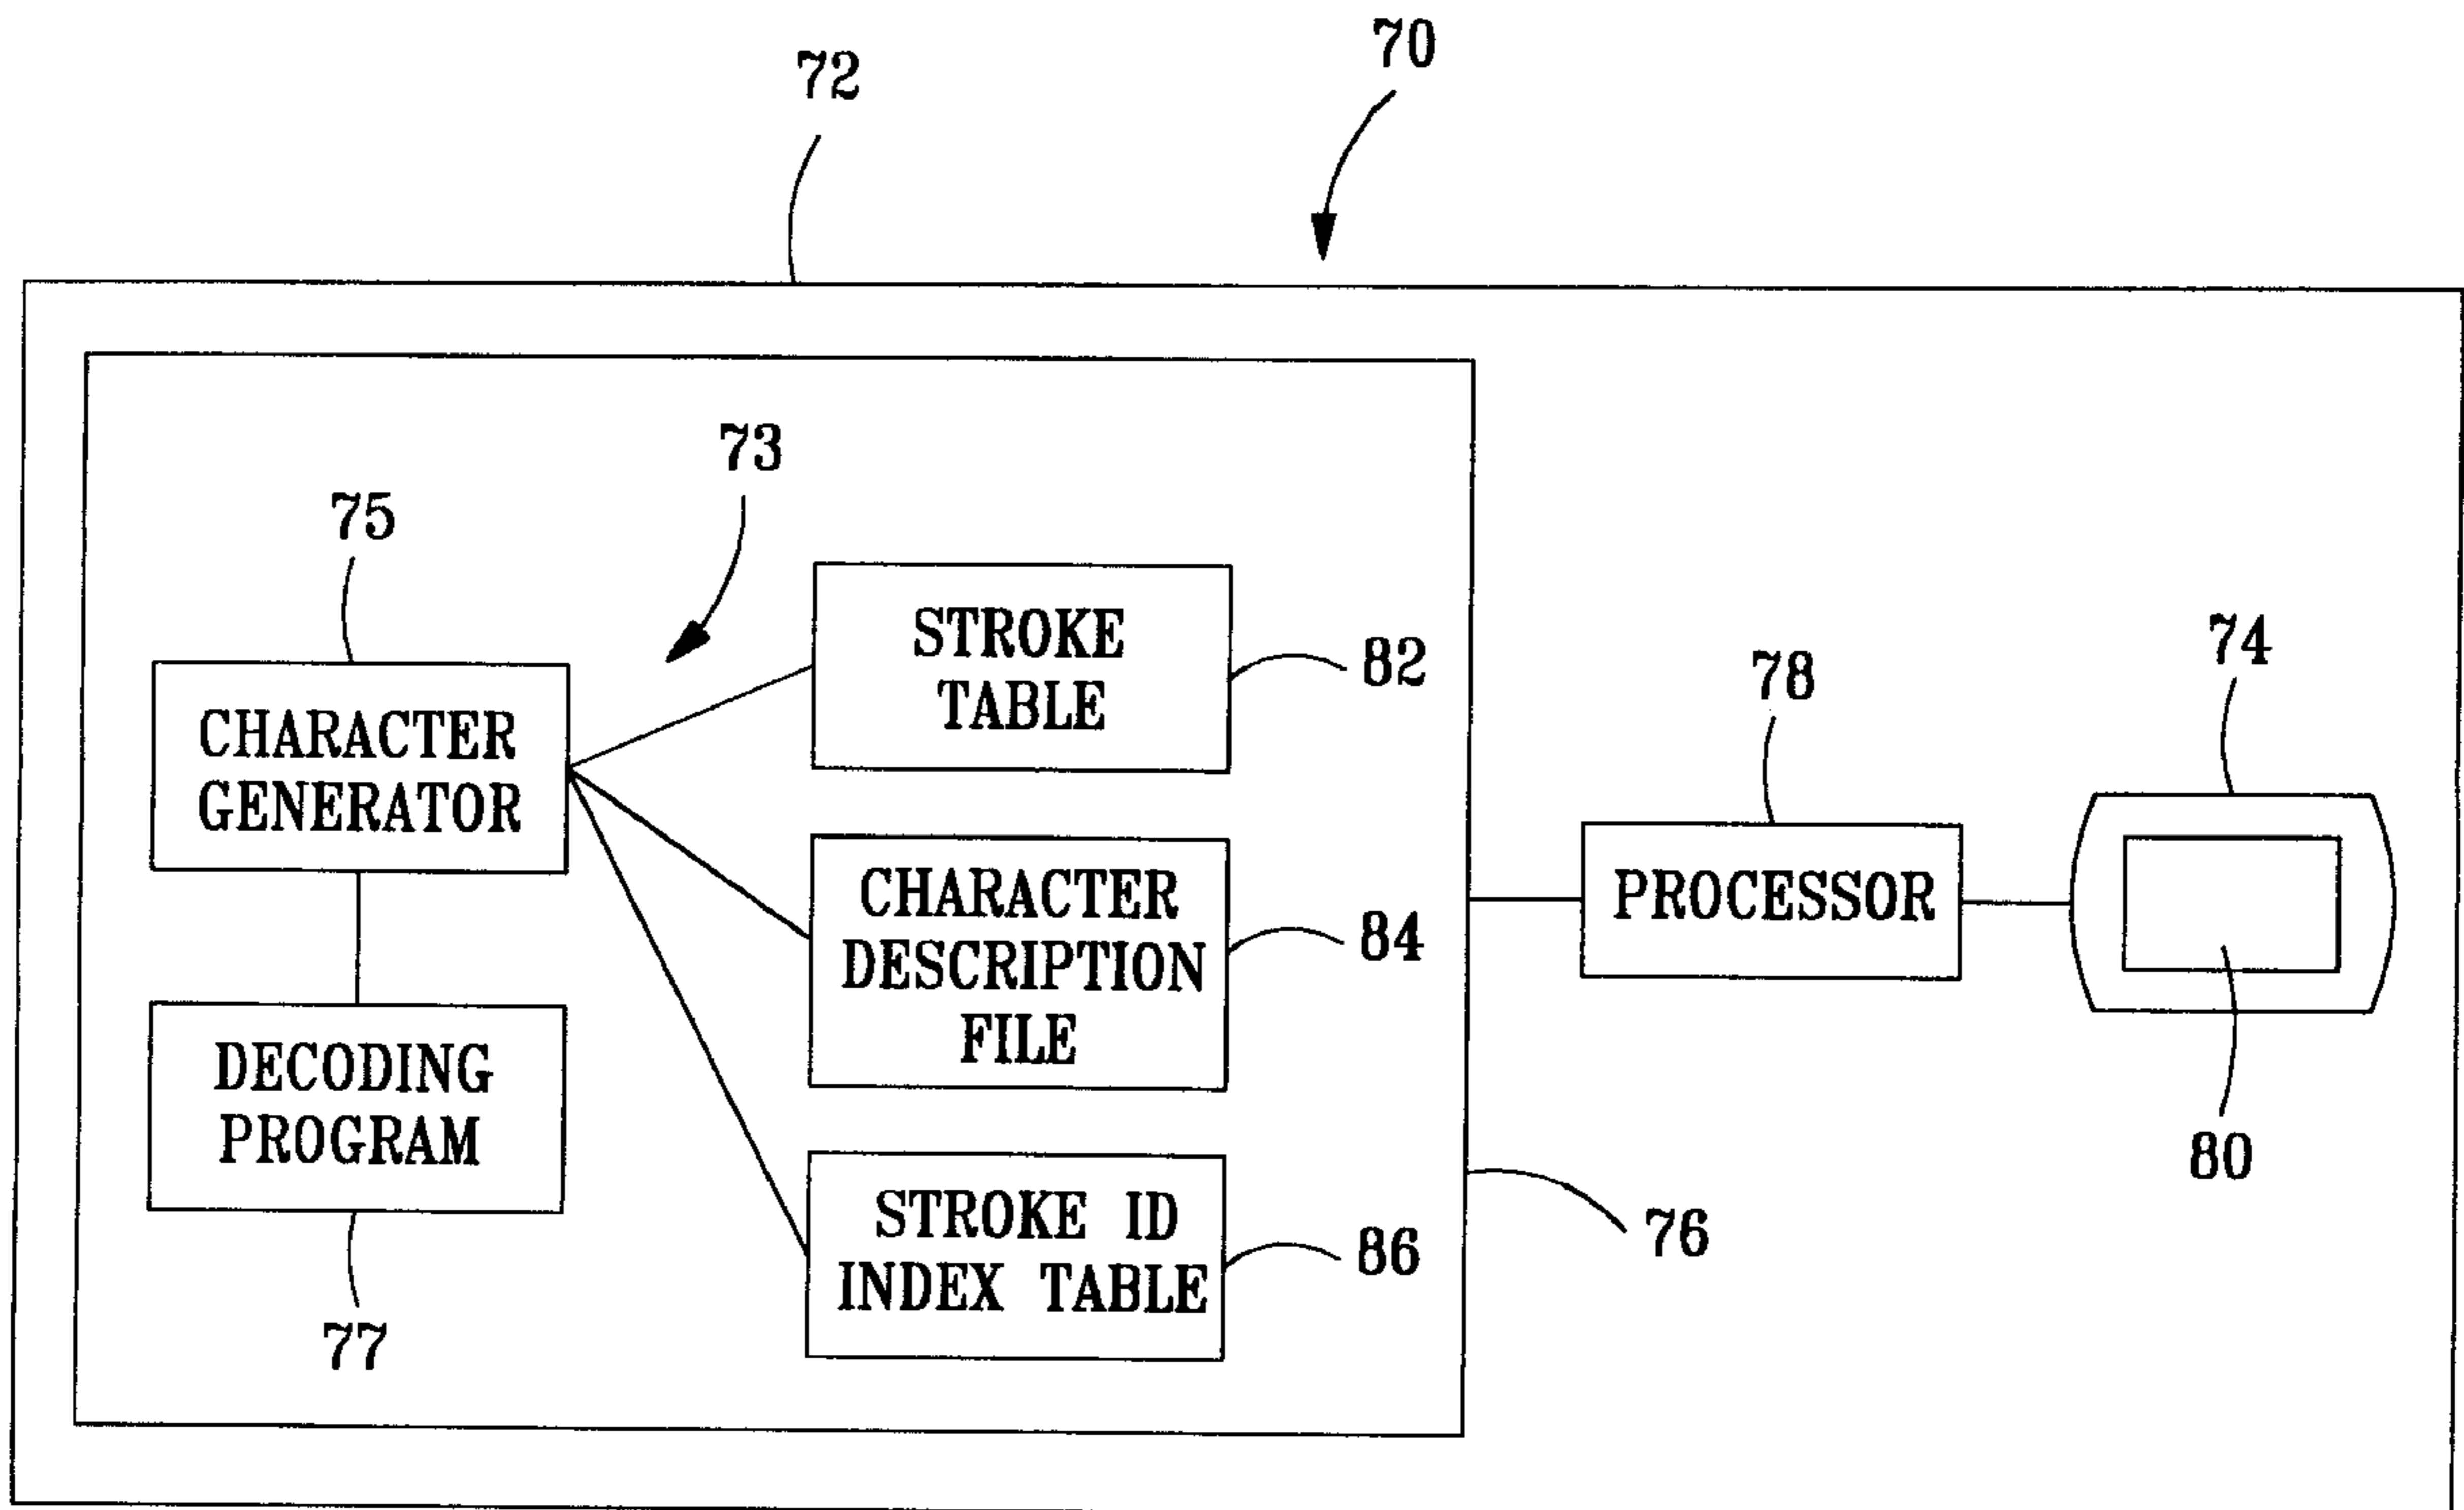 70
72
73
75
STROKE
TABLE
82
74
78
CHARACTER
GENERATOR
CHARACTER
DESCRIPTION
FILE
84
PROCESSOR
DECODING
PROGRAM
80
STROKE ID
INDEX TABLE
86
76
77